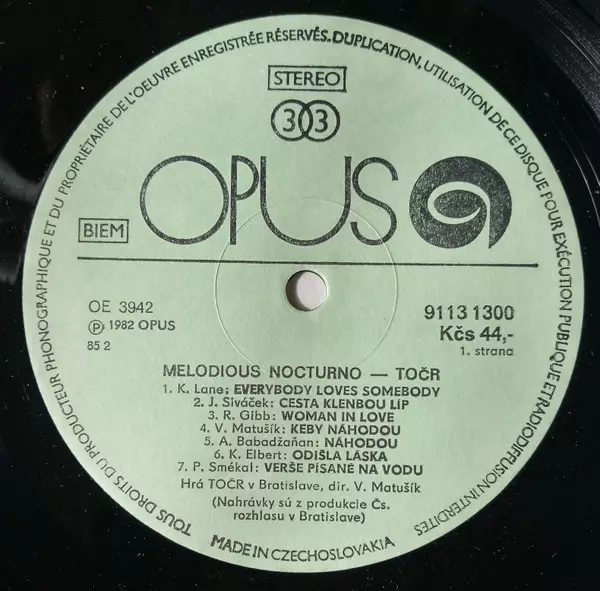 TOUS DROITS DU PRODUCTEUR PHONOGRAPHIQUE ET DU PROPRIÉTAIRE DE L'OEUVRE ENREGISTRÉE RÉSERVÉS. DUPLICATION, UTILISATION DE CE DISQUE POUR EXÉCUTION PUBLIQUE ET RADIODIFFUSION INTERDITES
STEREO
33
OPUS
BIEM
OE 3942
℗ 1982 OPUS
85 2
9113 1300
Kčs 44,-
1. strana
MELODIOUS NOCTURNO — TOČR
1. K. Lane: EVERYBODY LOVES SOMEBODY
2. J. Siváček: CESTA KLENBOU LÍP
3. R. Gibb: WOMAN IN LOVE
4. V. Matušík: KEBY NÁHODOU
5. A. Babadžaňan: NÁHODOU
6. K. Elbert: ODIŠLA LÁSKA
7. P. Smékal: VERŠE PÍSANÉ NA VODU
Hrá TOČR v Bratislave, dir. V. Matušík
(Nahrávky sú z produkcie Čs.
rozhlasu v Bratislave)
MADE IN CZECHOSLOVAKIA